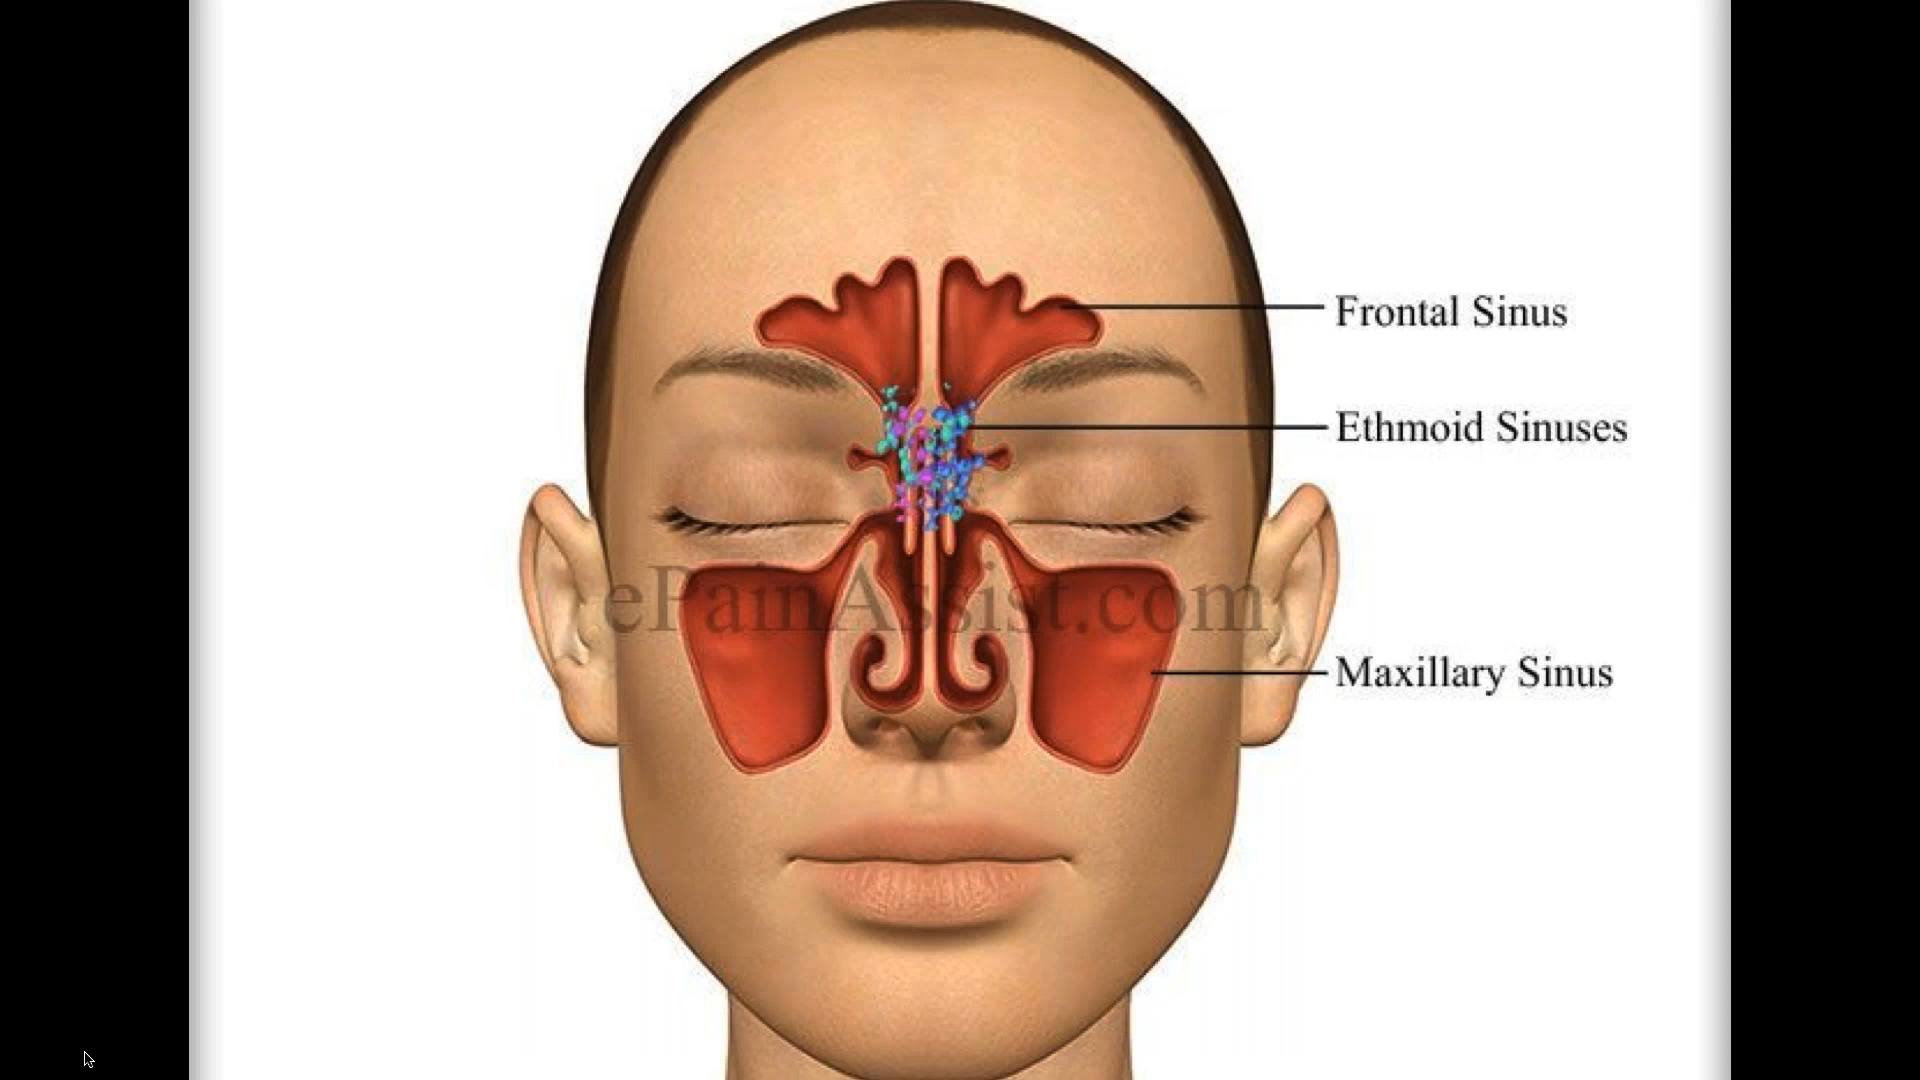 Frontal Sinus
Ethmoid Sinuses
ePainAssist.com
Maxillary Sinus